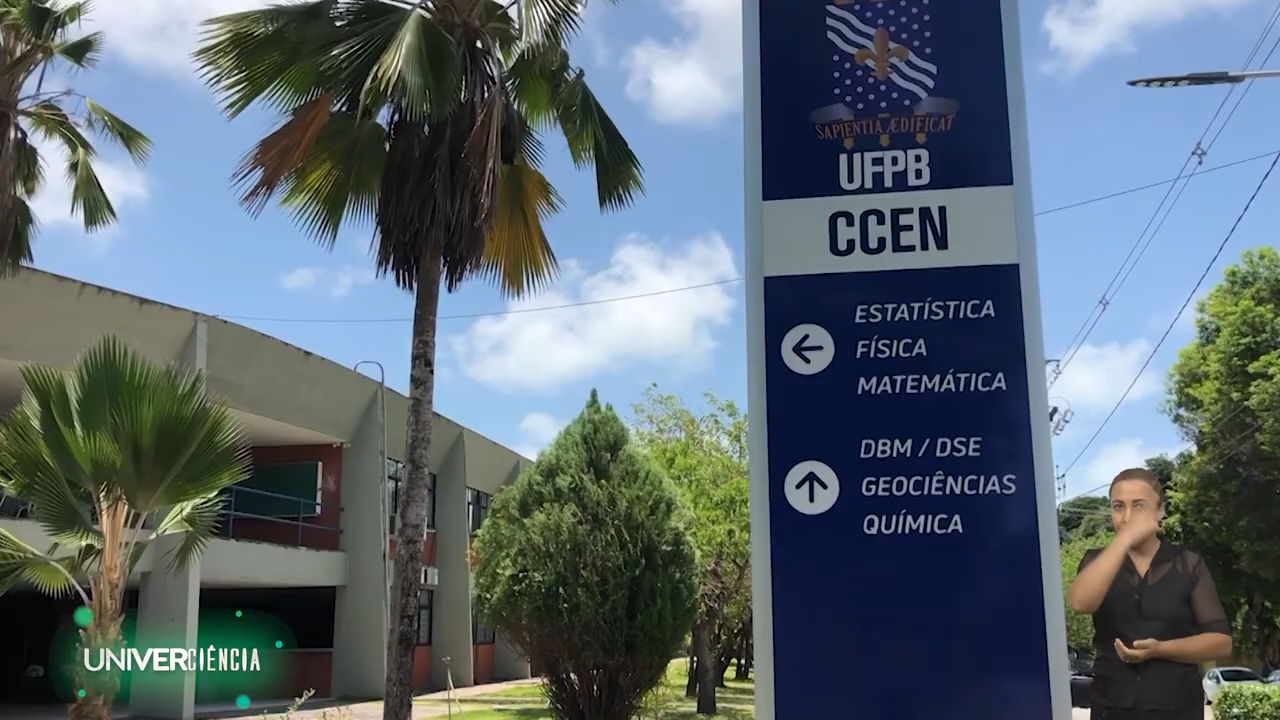 SAPIENTIA ÆDIFICAT
UFPB
CCEN
ESTATÍSTICA
FÍSICA
MATEMÁTICA
DBM / DSE
GEOCIÊNCIAS
QUÍMICA
UNIVERCIÊNCIA